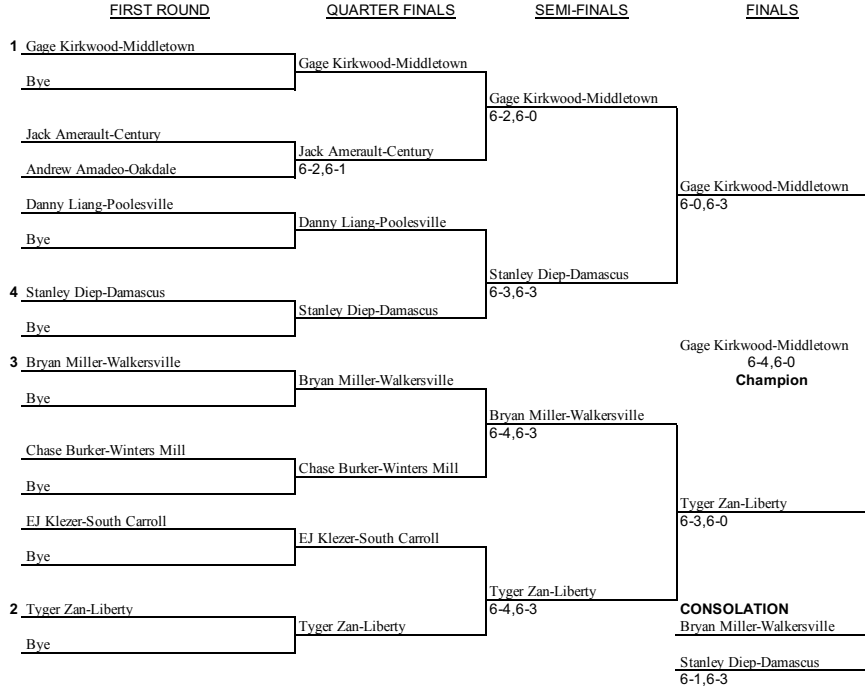 FIRST ROUND QUARTER FINALS SEMI-FINALS FINALS
1 Gage Kirkwood-Middletown
Gage Kirkwood-Middletown
Bye
Gage Kirkwood-Middletown
6-2,6-0
Jack Amerault-Century
Jack Amerault-Century
6-2,6-1
Andrew Amadeo-Oakdale
Gage Kirkwood-Middletown
6-0,6-3
Danny Liang-Poolesville
Danny Liang-Poolesville
Bye
Stanley Diep-Damascus
6-3,6-3
4 Stanley Diep-Damascus
Stanley Diep-Damascus
Bye
Gage Kirkwood-Middletown
6-4,6-0
Champion
3 Bryan Miller-Walkersville
Bryan Miller-Walkersville
Bye
Bryan Miller-Walkersville
6-4,6-3
Chase Burker-Winters Mill
Chase Burker-Winters Mill
Bye
Tyger Zan-Liberty
6-3,6-0
EJ Klezer-South Carroll
EJ Klezer-South Carroll
Bye
Tyger Zan-Liberty
6-4,6-3
2 Tyger Zan-Liberty
Tyger Zan-Liberty
Bye
CONSOLATION
Bryan Miller-Walkersville
Stanley Diep-Damascus
6-1,6-3